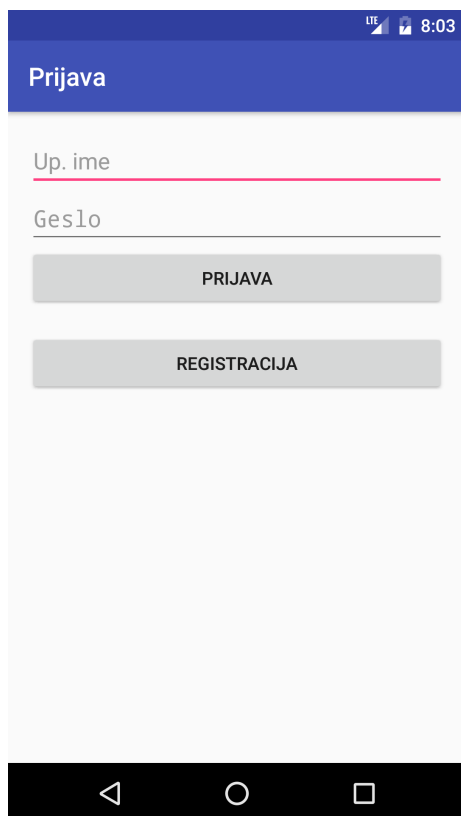 LTE 8:03
Prijava
Up. ime
Geslo
PRIJAVA
REGISTRACIJA